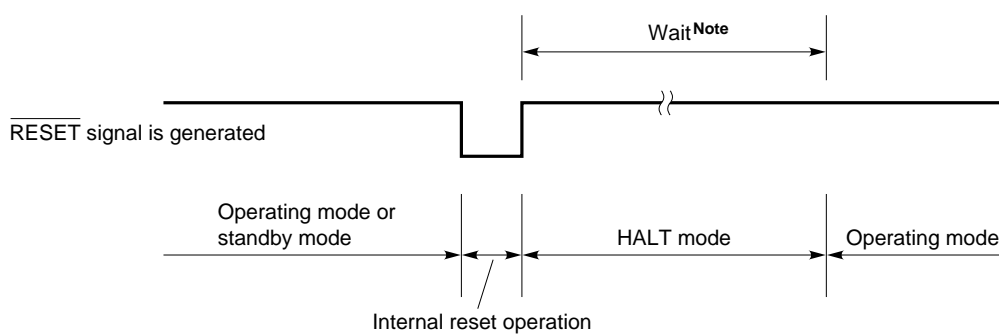 Wait Note
RESET signal is generated
Operating mode or
standby mode
HALT mode
Operating mode
Internal reset operation